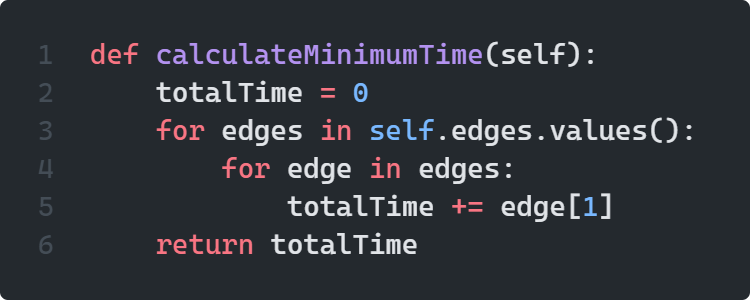 1 def calculateMinimumTime(self):
2     totalTime = 0
3     for edges in self.edges.values():
4         for edge in edges:
5             totalTime += edge[1]
6     return totalTime